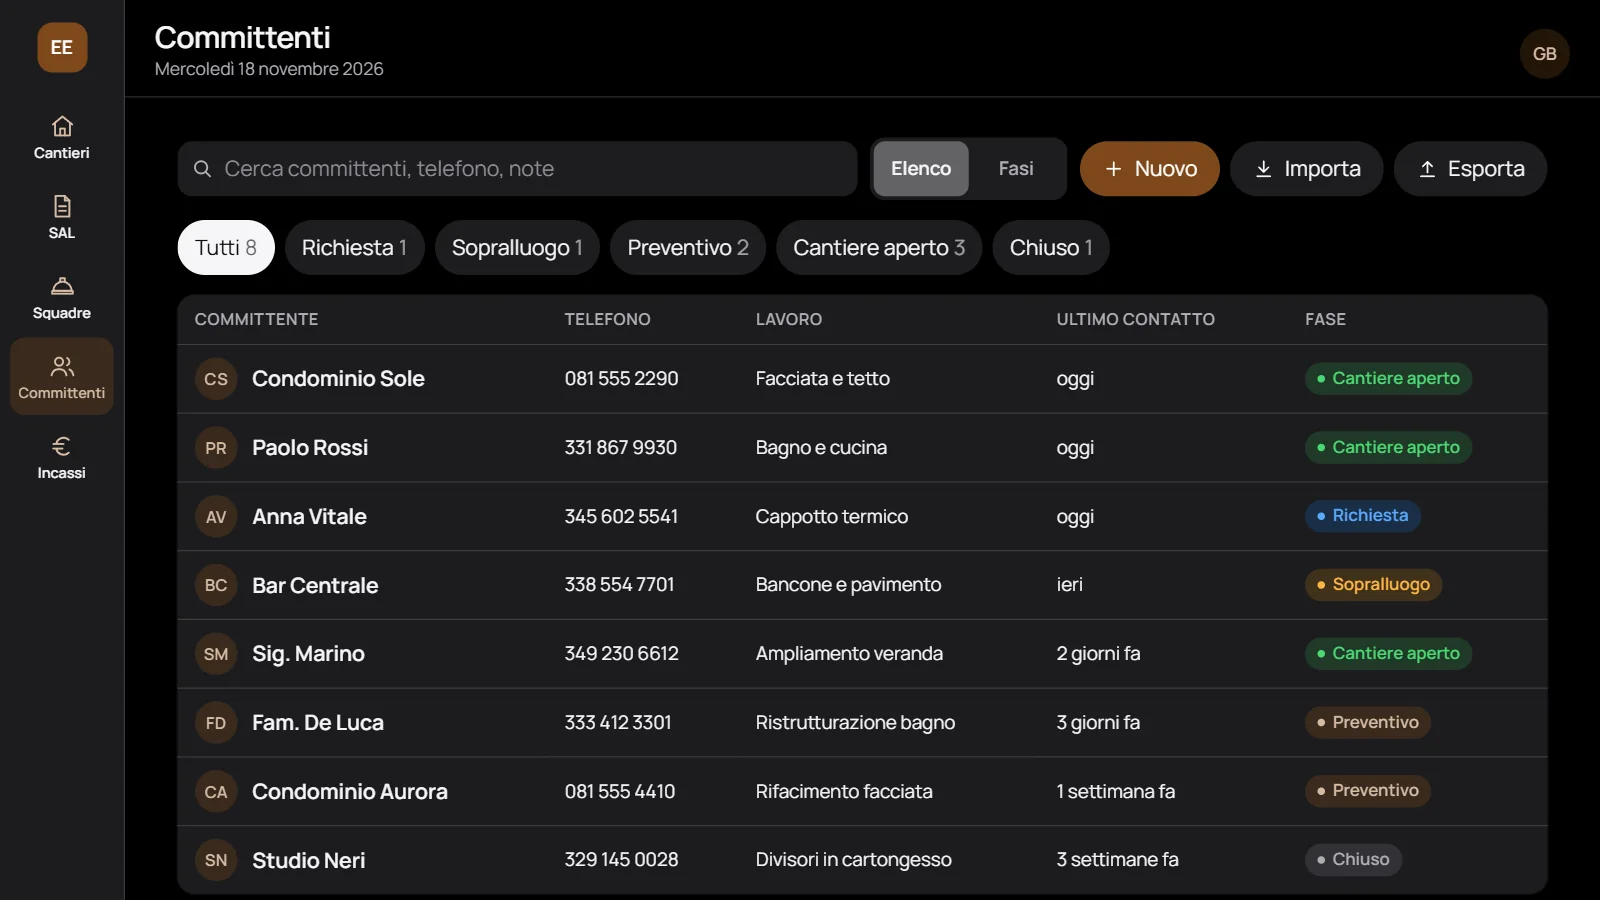 EE
Cantieri
SAL
Squadre
Committenti
Incassi
Committenti
Mercoledì 18 novembre 2026
GB
Cerca committenti, telefono, note
Elenco Fasi
Nuovo
Importa
Esporta
Tutti 8
Richiesta 1
Sopralluogo 1
Preventivo 2
Cantiere aperto 3
Chiuso 1
COMMITTENTE TELEFONO LAVORO ULTIMO CONTATTO FASE
CS Condominio Sole 081 555 2290 Facciata e tetto oggi Cantiere aperto
PR Paolo Rossi 331 867 9930 Bagno e cucina oggi Cantiere aperto
AV Anna Vitale 345 602 5541 Cappotto termico oggi Richiesta
BC Bar Centrale 338 554 7701 Bancone e pavimento ieri Sopralluogo
SM Sig. Marino 349 230 6612 Ampliamento veranda 2 giorni fa Cantiere aperto
FD Fam. De Luca 333 412 3301 Ristrutturazione bagno 3 giorni fa Preventivo
CA Condominio Aurora 081 555 4410 Rifacimento facciata 1 settimana fa Preventivo
SN Studio Neri 329 145 0028 Divisori in cartongesso 3 settimane fa Chiuso